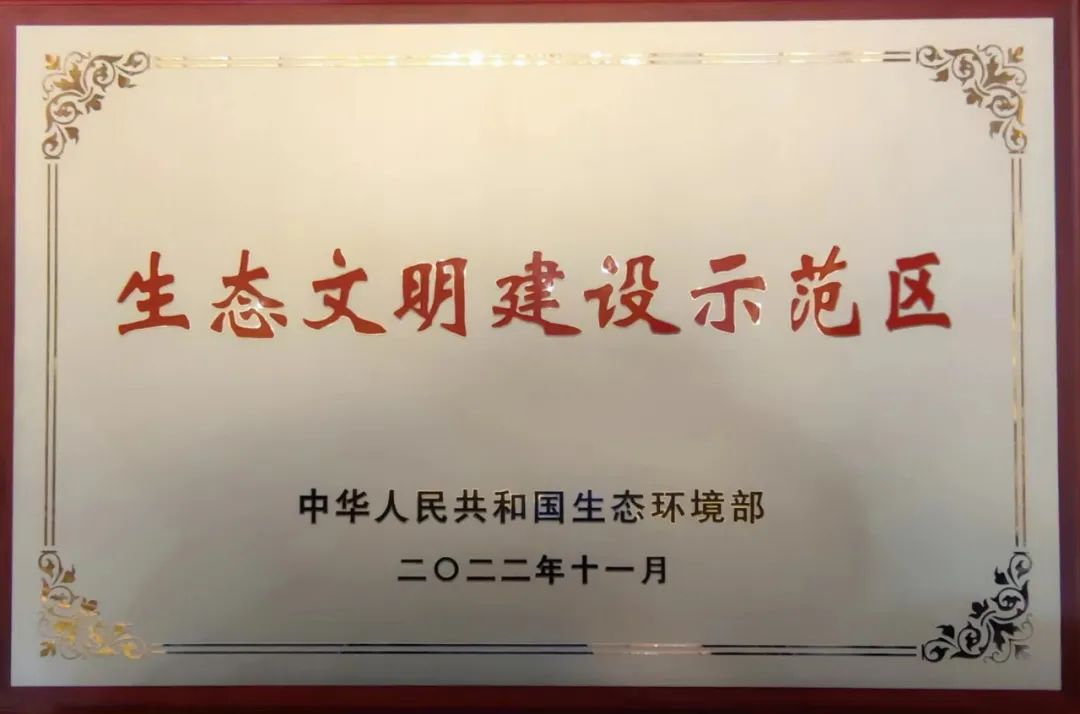 生态文明建设示范区
中华人民共和国生态环境部
二〇二二年十一月